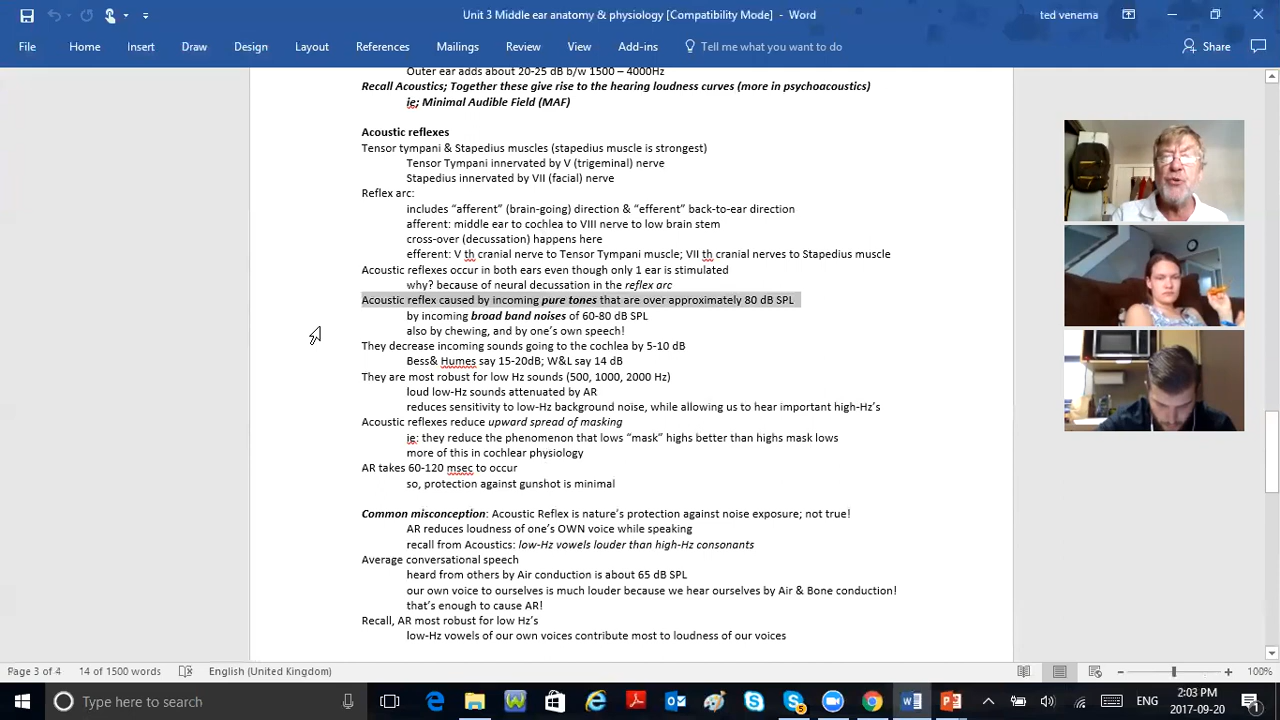 Unit 3 Middle ear anatomy & physiology [Compatibility Mode] - Word
ted venema
File Home Insert Draw Design Layout References Mailings Review View Add-ins Tell me what you want to do Share
Outer ear adds about 20-25 dB b/w 1500 – 4000Hz
Recall Acoustics; Together these give rise to the hearing loudness curves (more in psychoacoustics)
ie; Minimal Audible Field (MAF)
Acoustic reflexes
Tensor tympani & Stapedius muscles (stapedius muscle is strongest)
Tensor Tympani innervated by V (trigeminal) nerve
Stapedius innervated by VII (facial) nerve
Reflex arc:
includes “afferent” (brain-going) direction & “efferent” back-to-ear direction
afferent: middle ear to cochlea to VIII nerve to low brain stem
cross-over (decussation) happens here
efferent: V th cranial nerve to Tensor Tympani muscle; VII th cranial nerves to Stapedius muscle
Acoustic reflexes occur in both ears even though only 1 ear is stimulated
why? because of neural decussation in the reflex arc
Acoustic reflex caused by incoming pure tones that are over approximately 80 dB SPL
by incoming broad band noises of 60-80 dB SPL
also by chewing, and by one’s own speech!
They decrease incoming sounds going to the cochlea by 5-10 dB
Bess& Humes say 15-20dB; W&L say 14 dB
They are most robust for low Hz sounds (500, 1000, 2000 Hz)
loud low-Hz sounds attenuated by AR
reduces sensitivity to low-Hz background noise, while allowing us to hear important high-Hz’s
Acoustic reflexes reduce upward spread of masking
ie: they reduce the phenomenon that lows “mask” highs better than highs mask lows
more of this in cochlear physiology
AR takes 60-120 msec to occur
so, protection against gunshot is minimal
Common misconception: Acoustic Reflex is nature’s protection against noise exposure; not true!
AR reduces loudness of one’s OWN voice while speaking
recall from Acoustics: low-Hz vowels louder than high-Hz consonants
Average conversational speech
heard from others by Air conduction is about 65 dB SPL
our own voice to ourselves is much louder because we hear ourselves by Air & Bone conduction!
that’s enough to cause AR!
Recall, AR most robust for low Hz’s
low-Hz vowels of our own voices contribute most to loudness of our voices
Page 3 of 4 14 of 1500 words English (United Kingdom) 100%
Type here to search
5
ENG
2:03 PM
2017-09-20
1